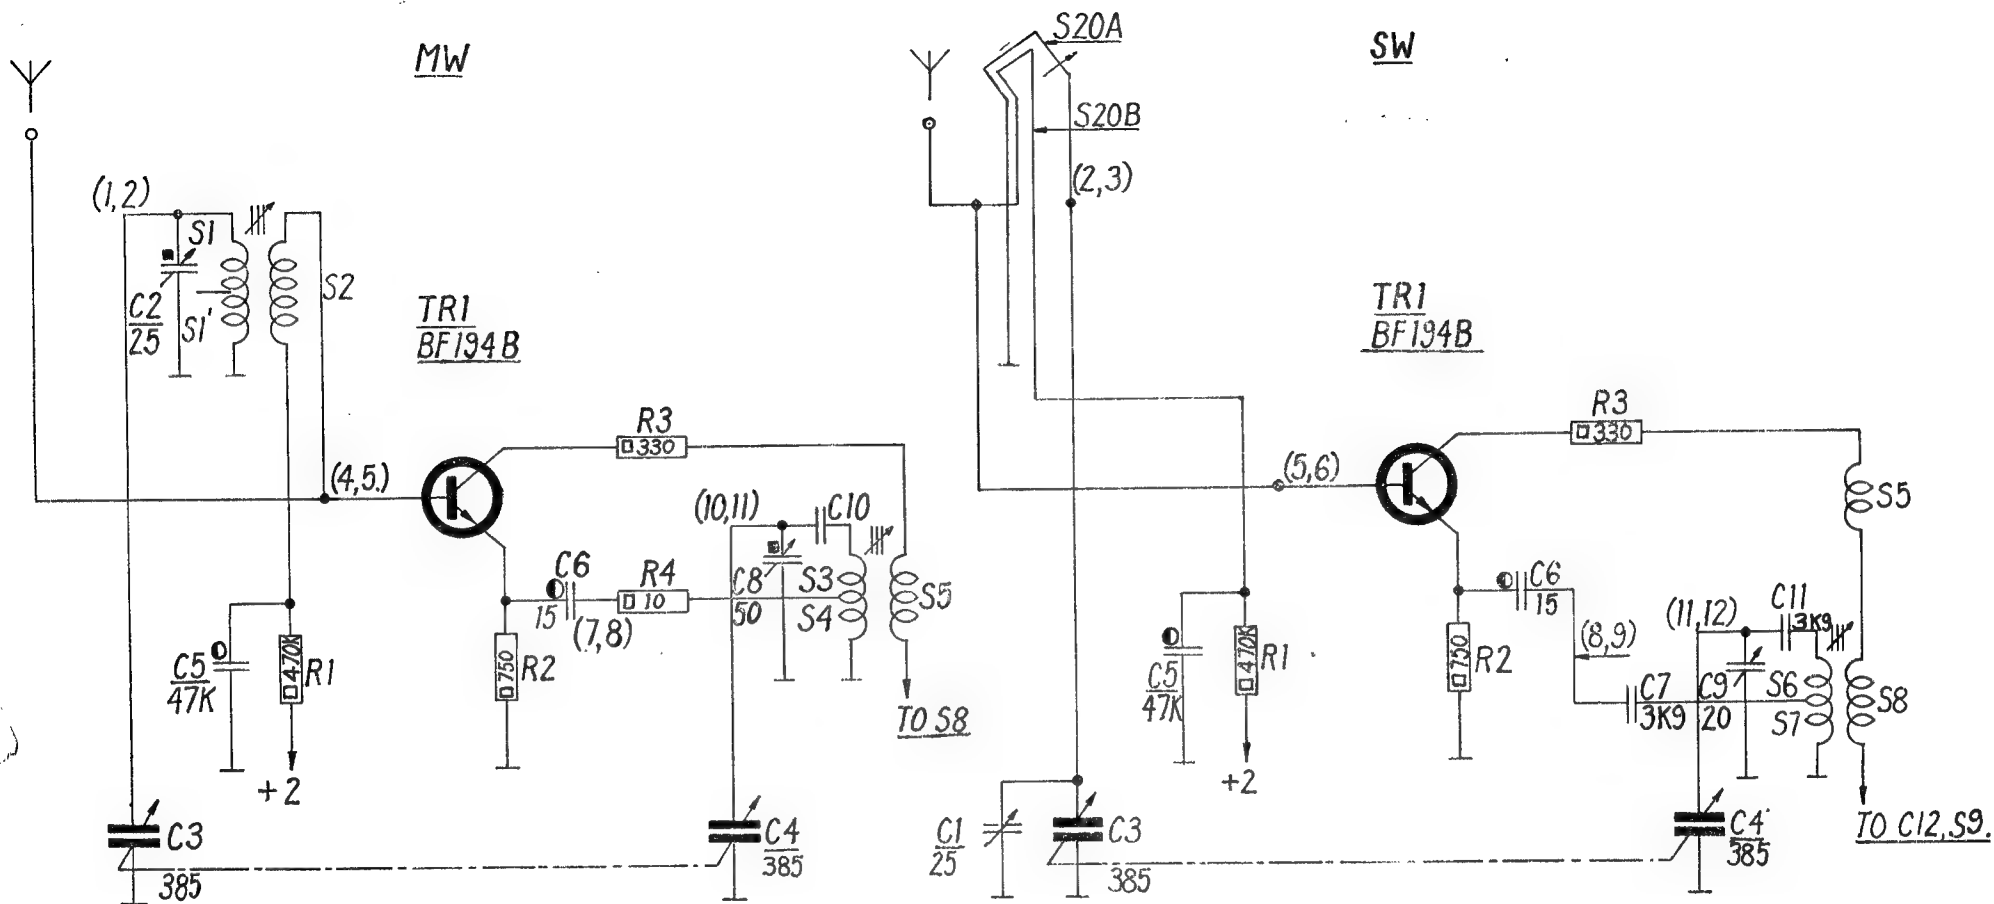 MW
(1,2)
S1
C2
25
S1'
S2
TR1
BF194B
R3
330
(4,5.)
(10,11)
C10
C6
15
(7,8)
R4
10
C8
50
S3
S4
S5
C5
47K
470K
R1
+2
750
R2
TO S8
C3
385
C4
385
SW
S20A
S20B
(2,3)
TR1
BF194B
R3
330
(5,6)
S5
C6
15
(8,9)
(11,12)
C11
3K9
C7
3K9
C9
20
S6
S7
S8
C5
47K
470K
R1
+2
750
R2
C1
25
C3
385
C4
385
TO C12,S9.